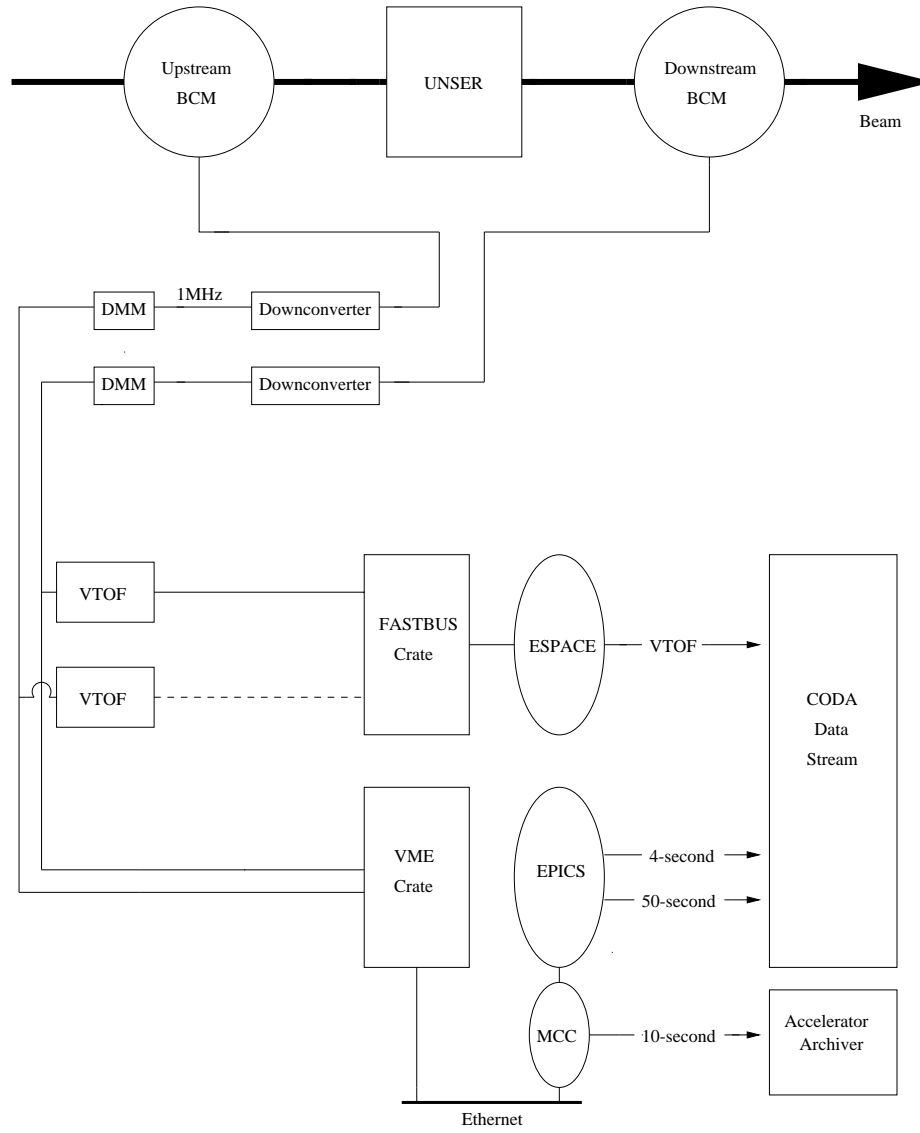 Upstream
BCM
UNSER
Downstream
BCM
Beam
DMM
1MHz
Downconverter
DMM
Downconverter
VTOF
FASTBUS
Crate
ESPACE
VTOF
VTOF
CODA
Data
Stream
VME
Crate
EPICS
4-second
50-second
MCC
10-second
Accelerator
Archiver
Ethernet